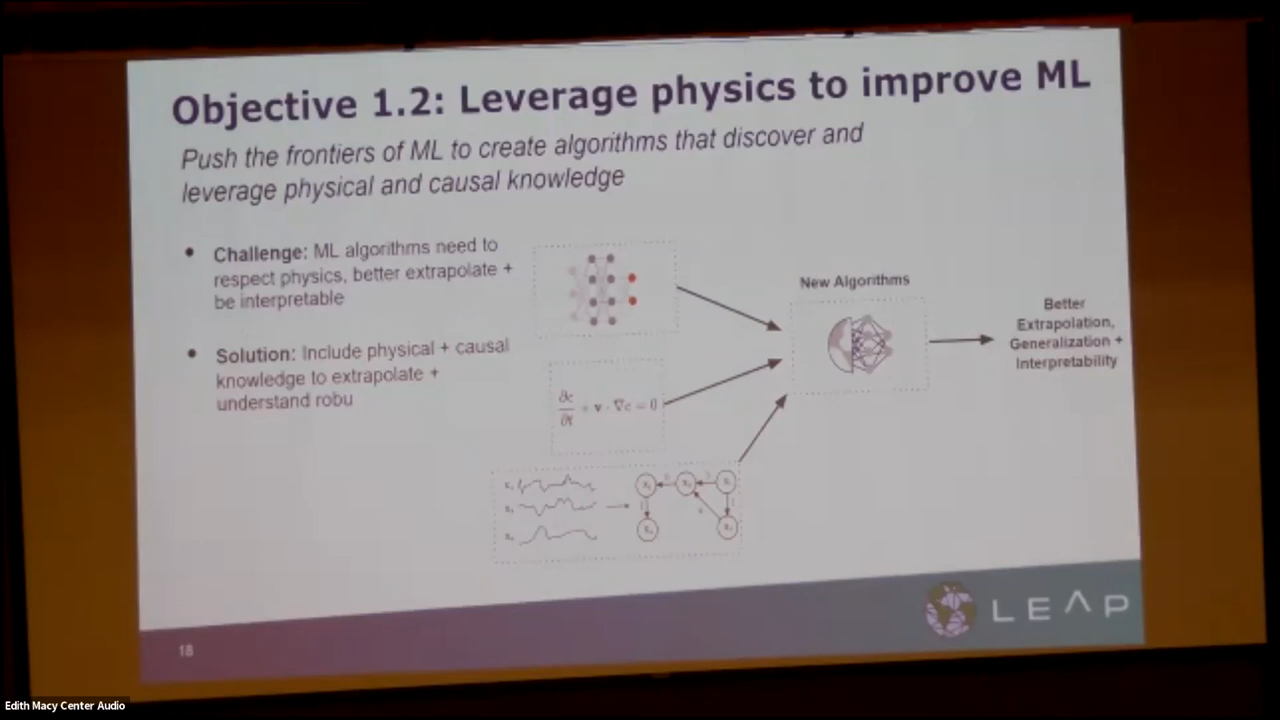 Objective 1.2: Leverage physics to improve ML
Push the frontiers of ML to create algorithms that discover and
leverage physical and causal knowledge
• Challenge: ML algorithms need to
respect physics, better extrapolate +
be interpretable
• Solution: Include physical + causal
knowledge to extrapolate +
understand robu
∂c/∂t + v · ∇c = 0
New Algorithms
Better
Extrapolation,
Generalization +
Interpretability
18
LEAP
Edith Macy Center Audio